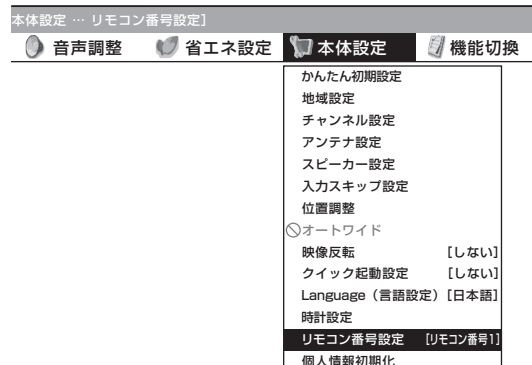 本体設定 … リモコン番号設定]
音声調整 省エネ設定 本体設定 機能切換
かんたん初期設定
地域設定
チャンネル設定
アンテナ設定
スピーカー設定
入力スキップ設定
位置調整
オートワイド
映像反転 [しない]
クイック起動設定 [しない]
Language（言語設定） [日本語]
時計設定
リモコン番号設定 [リモコン番号1]
個人情報初期化